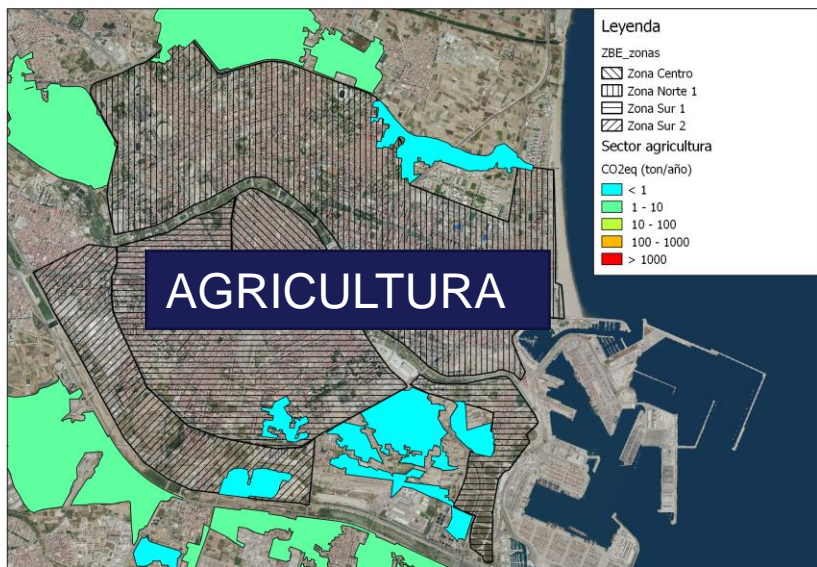 Leyenda
ZBE_zonas
Zona Centro
Zona Norte 1
Zona Sur 1
Zona Sur 2
Sector agricultura
CO2eq (ton/año)
< 1
1 - 10
10 - 100
100 - 1000
> 1000
AGRICULTURA